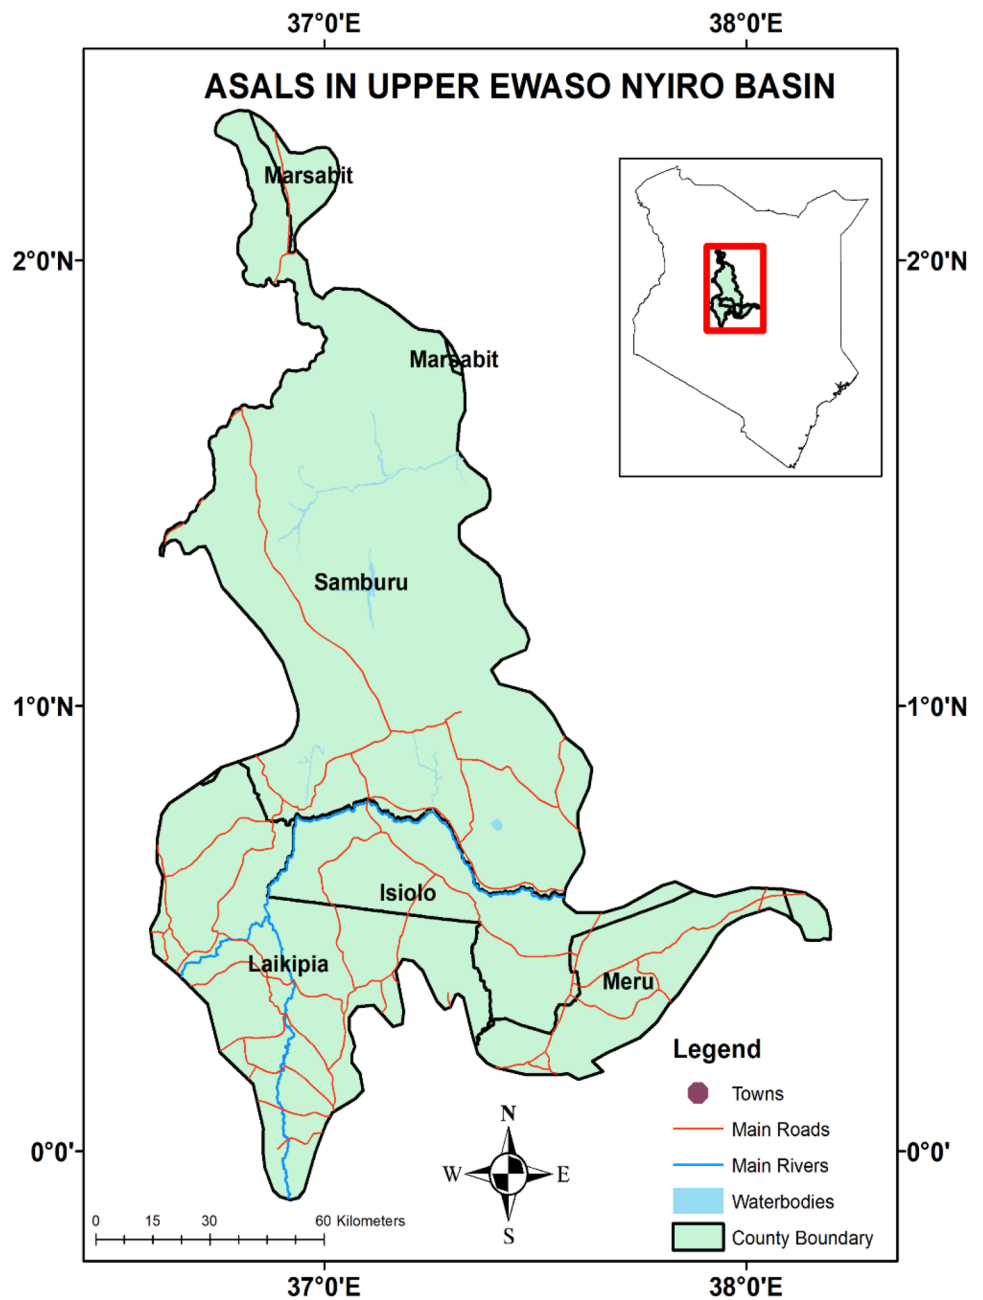 37°0'E 38°0'E
ASALS IN UPPER EWASO NYIRO BASIN
Marsabit
2°0'N 2°0'N
Marsabit
Samburu
1°0'N 1°0'N
Isiolo
Laikipia
Meru
Legend
Towns
Main Roads
Main Rivers
Waterbodies
County Boundary
N
W E
S
0°0' 0°0'
0 15 30 60 Kilometers
37°0'E 38°0'E